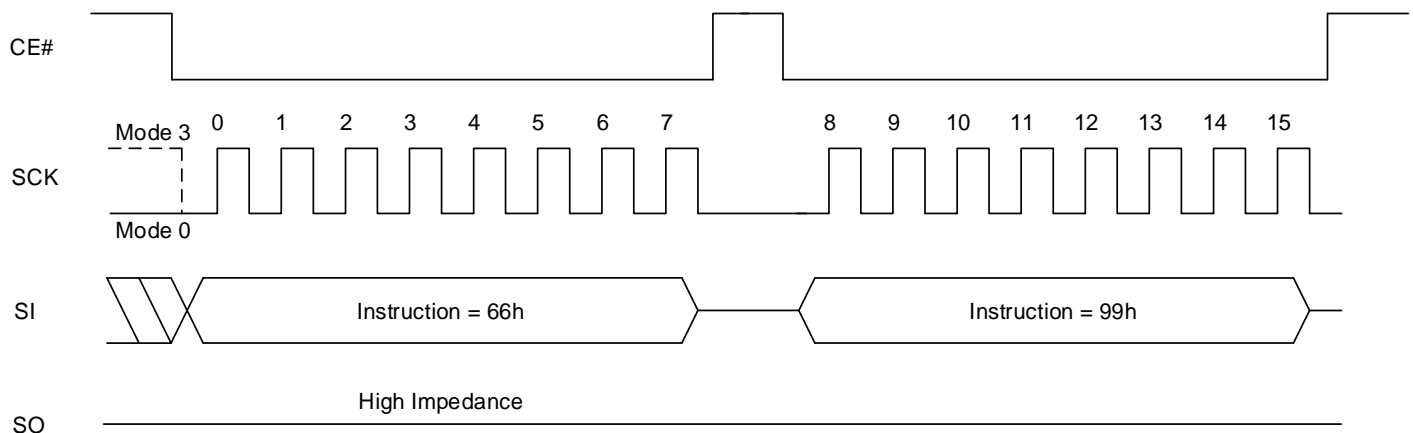 CE#
Mode 3 0 1 2 3 4 5 6 7 8 9 10 11 12 13 14 15
SCK
Mode 0
SI Instruction = 66h Instruction = 99h
High Impedance
SO